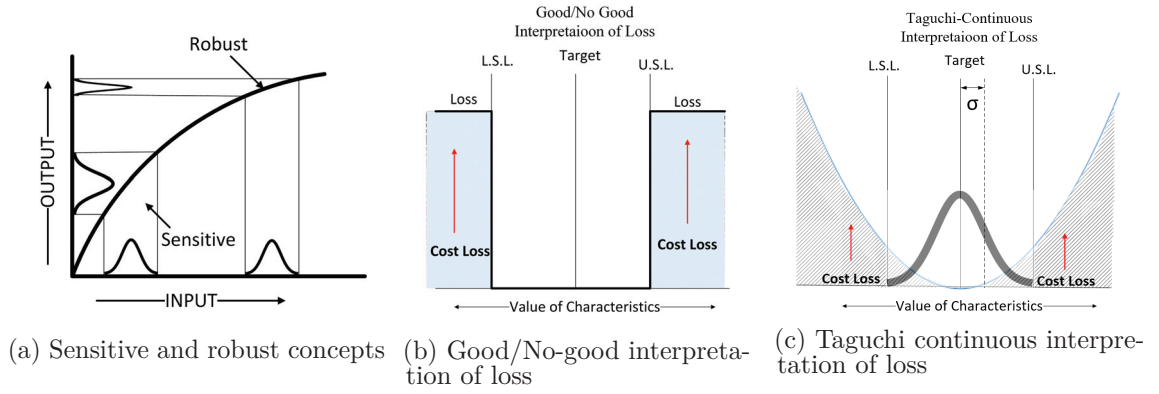 Robust
OUTPUT
Sensitive
INPUT
(a) Sensitive and robust concepts
Good/No Good
Interpretaioon of Loss
L.S.L.
Target
U.S.L.
Loss
Loss
Cost Loss
Cost Loss
Value of Characteristics
(b) Good/No-good interpreta-
tion of loss
Taguchi-Continuous
Interpretaioon of Loss
L.S.L.
Target
U.S.L.
σ
Cost Loss
Cost Loss
Value of Characteristics
(c) Taguchi continuous interpre-
tation of loss